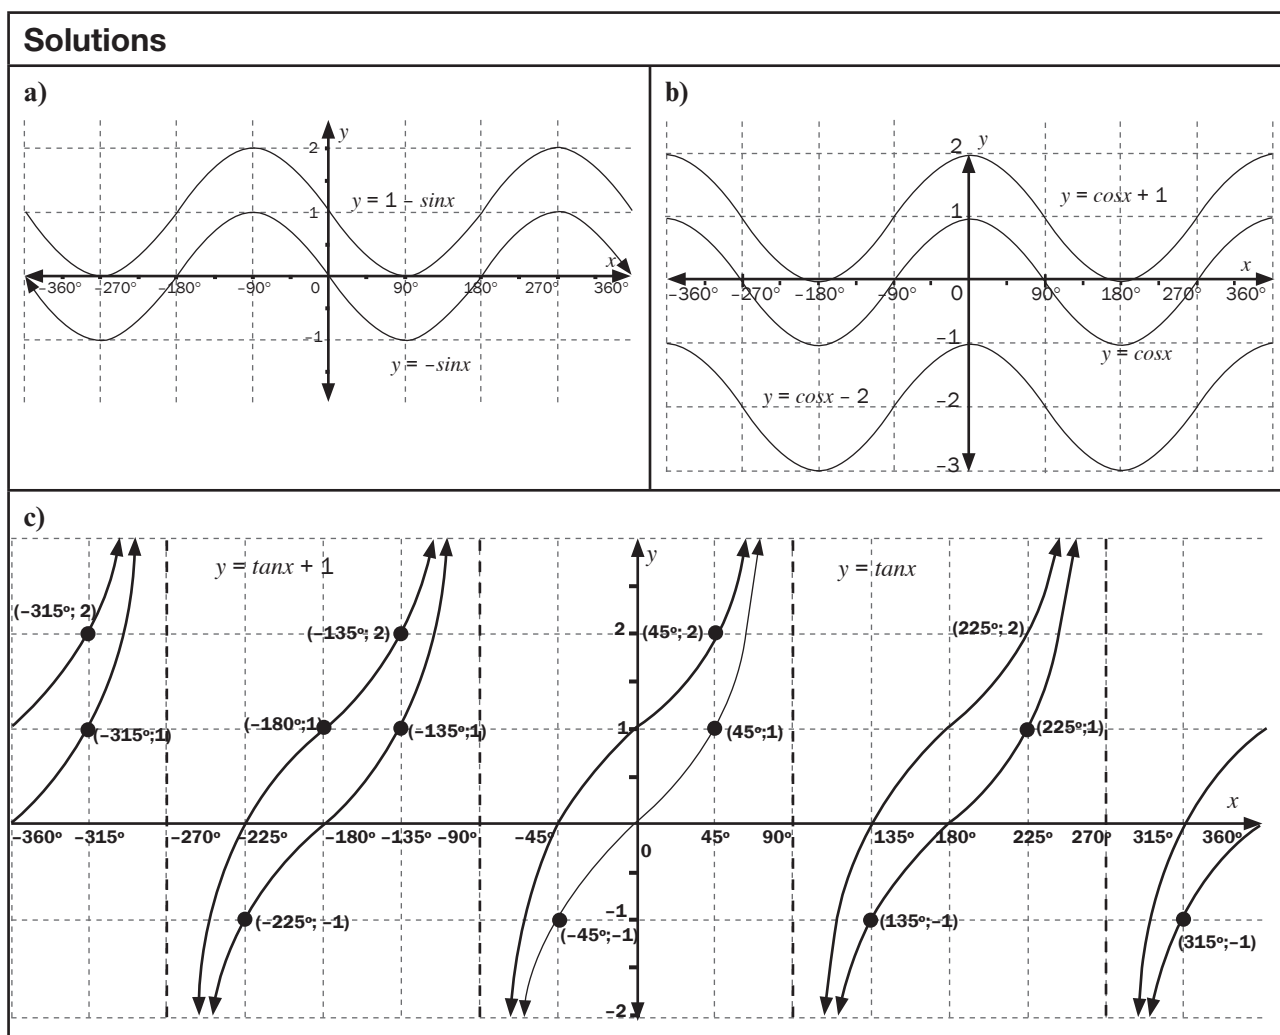 Solutions
a)
y
2
y = 1 – sinx
1
x
–360° –270° –180° –90° 0 90° 180° 270° 360°
–1
y = –sinx
b)
2 y
y = cosx + 1
1
x
–360° –270° –180° –90° 0 90° 180° 270° 360°
–1
y = cosx
y = cosx – 2
–2
–3
c)
y
y = tanx + 1
y = tanx
(–315º; 2)
(–135º; 2)
2
(45º; 2)
(225º; 2)
(–315º;1)
(–180º;1)
(–135º;1)
1
(45º;1)
(225º;1)
x
–360º –315º –270º –225º –180º –135º –90º –45º 0 45º 90º 135º 180º 225º 270º 315º 360º
–1
(–225º; –1)
(–45º;–1)
(135º;–1)
(315º;–1)
–2